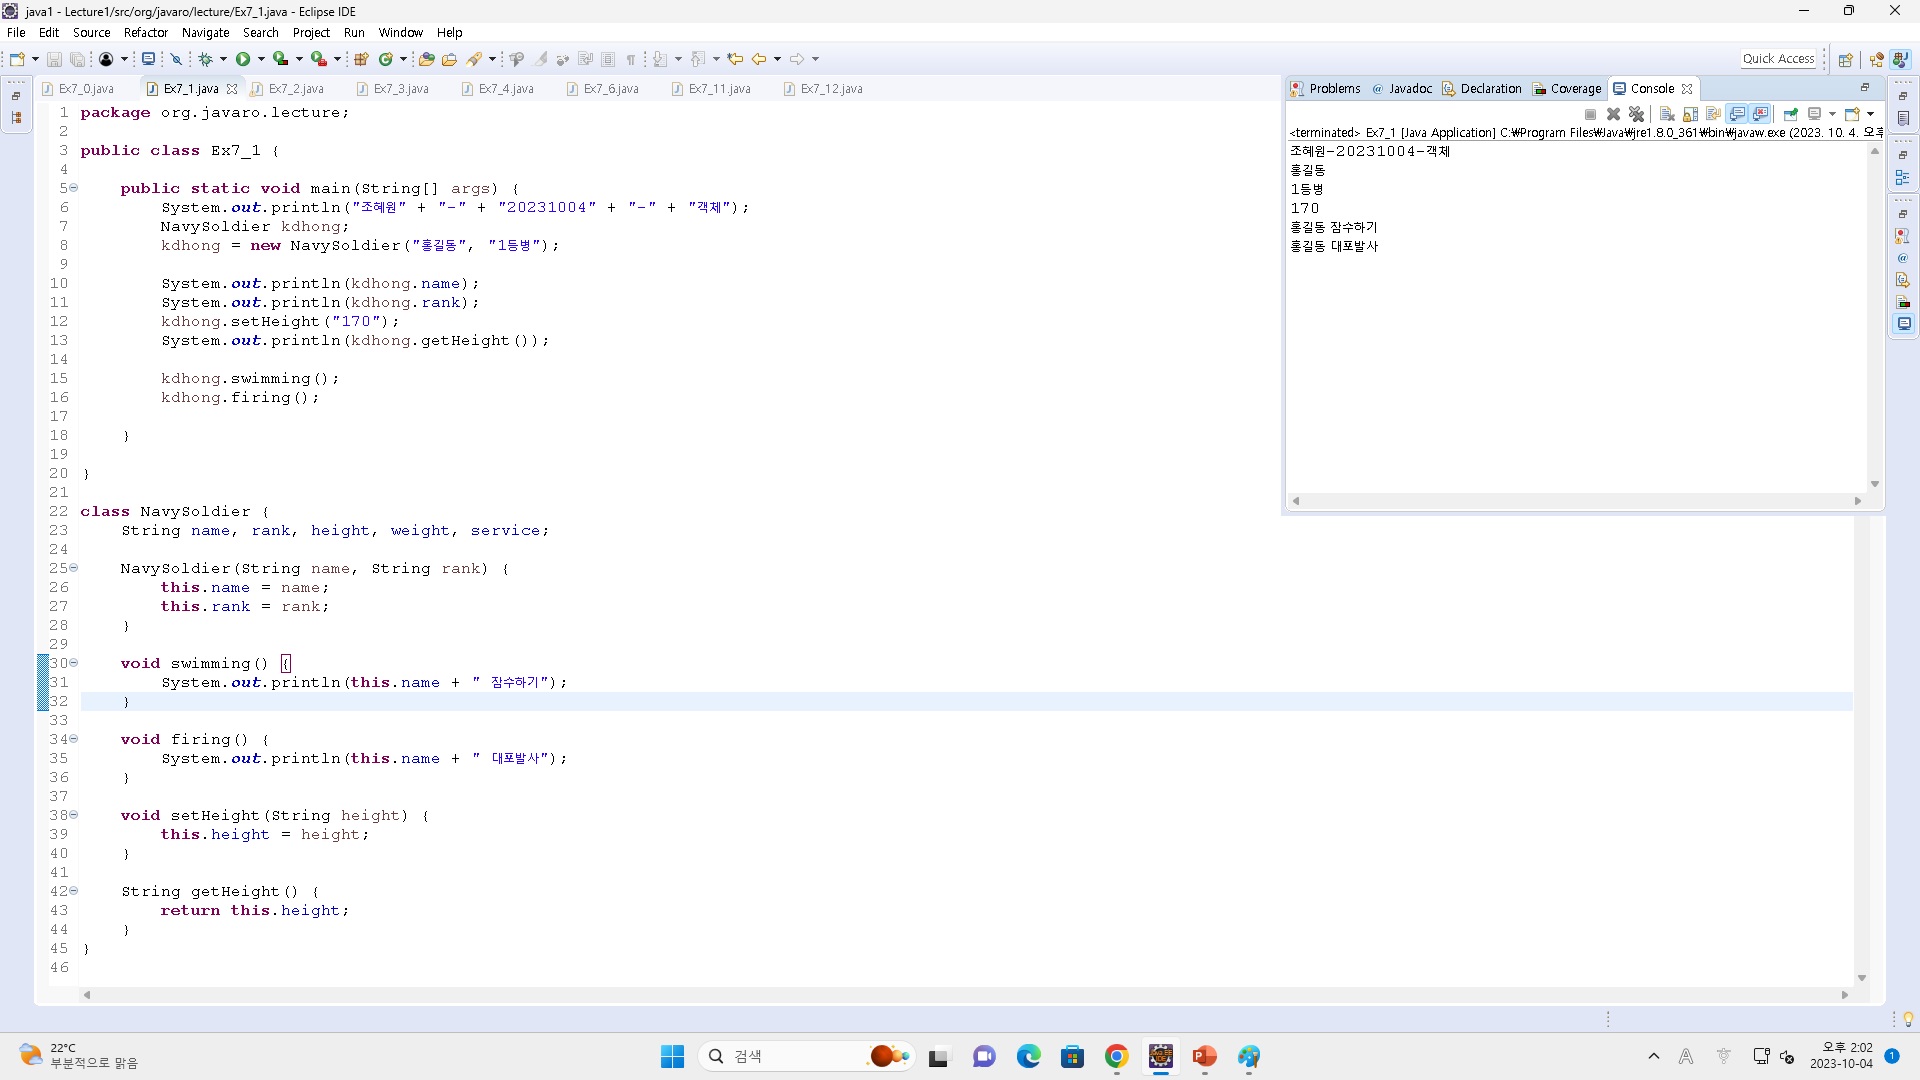 java1 - Lecture1/src/org/javaro/lecture/Ex7_1.java - Eclipse IDE
File Edit Source Refactor Navigate Search Project Run Window Help
Quick Access
Ex7_0.java Ex7_1.java Ex7_2.java Ex7_3.java Ex7_4.java Ex7_6.java Ex7_11.java Ex7_12.java
1 package org.javaro.lecture;
2
3 public class Ex7_1 {
4
5 public static void main(String[] args) {
6 System.out.println("조혜원" + "-" + "20231004" + "-" + "객체");
7 NavySoldier kdhong;
8 kdhong = new NavySoldier("홍길동", "1등병");
9
10 System.out.println(kdhong.name);
11 System.out.println(kdhong.rank);
12 kdhong.setHeight("170");
13 System.out.println(kdhong.getHeight());
14
15 kdhong.swimming();
16 kdhong.firing();
17
18 }
19
20 }
21
22 class NavySoldier {
23 String name, rank, height, weight, service;
24
25 NavySoldier(String name, String rank) {
26 this.name = name;
27 this.rank = rank;
28 }
29
30 void swimming() {
31 System.out.println(this.name + " 잠수하기");
32 }
33
34 void firing() {
35 System.out.println(this.name + " 대포발사");
36 }
37
38 void setHeight(String height) {
39 this.height = height;
40 }
41
42 String getHeight() {
43 return this.height;
44 }
45 }
46
Problems @ Javadoc Declaration Coverage Console
<terminated> Ex7_1 [Java Application] C:₩Program Files₩Java₩jre1.8.0_361₩bin₩javaw.exe (2023. 10. 4. 오후
조혜원-20231004-객체
홍길동
1등병
170
홍길동 잠수하기
홍길동 대포발사
22°C
부분적으로 맑음
검색
오후 2:02
2023-10-04
1